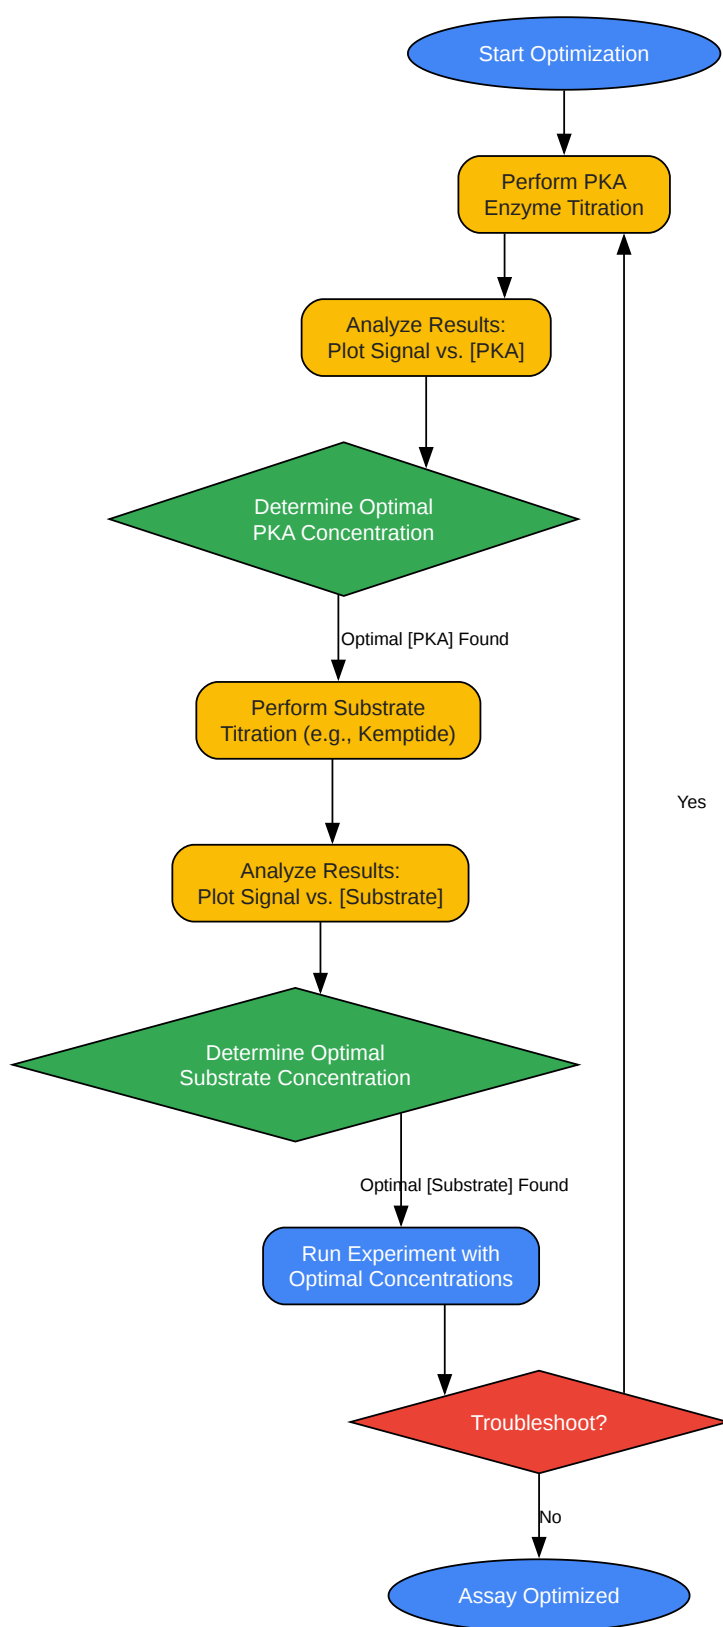 Start Optimization
Perform PKA
Enzyme Titration
Analyze Results:
Plot Signal vs. [PKA]
Determine Optimal
PKA Concentration
Optimal [PKA] Found
Perform Substrate
Titration (e.g., Kemptide)
Yes
Analyze Results:
Plot Signal vs. [Substrate]
Determine Optimal
Substrate Concentration
Optimal [Substrate] Found
Run Experiment with
Optimal Concentrations
Troubleshoot?
No
Assay Optimized